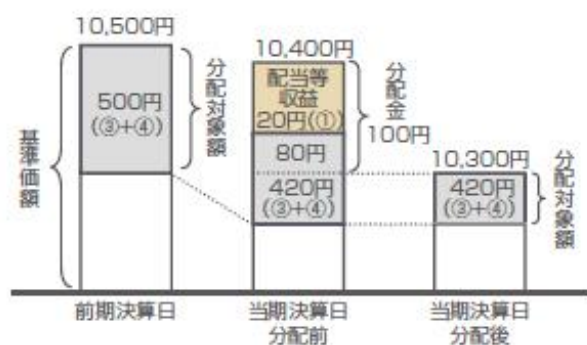 10,500円
500円
(③+④)
分配対象額
基準価額
前期決算日
10,400円
配当等
収益
20円(①)
80円
420円
(③+④)
分配金
100円
当期決算日
分配前
10,300円
420円
(③+④)
分配対象額
当期決算日
分配後